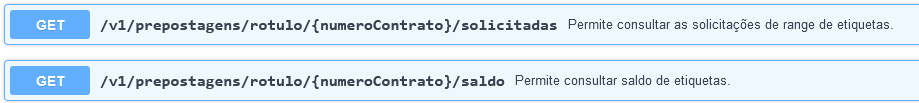 GET /v1/prepostagens/rotulo/{numeroContrato}/solicitadas Permite consultar as solicitações de range de etiquetas.
GET /v1/prepostagens/rotulo/{numeroContrato}/saldo Permite consultar saldo de etiquetas.